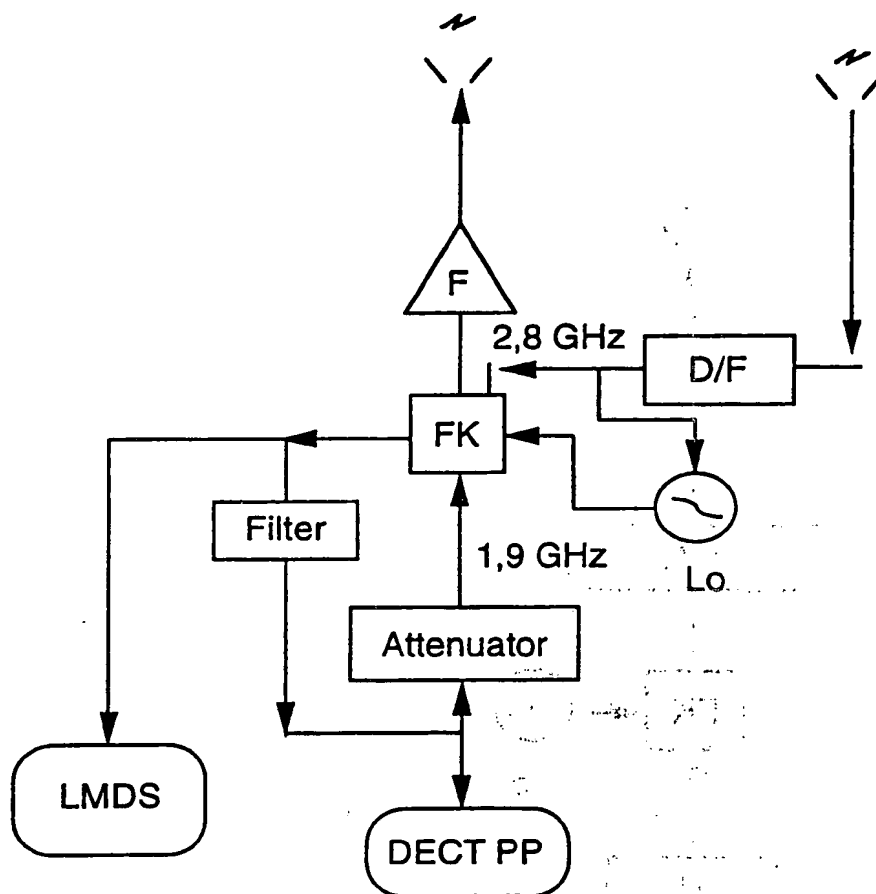 F
2,8 GHz
D/F
FK
Filter
1,9 GHz
Lo
Attenuator
LMDS
DECT PP